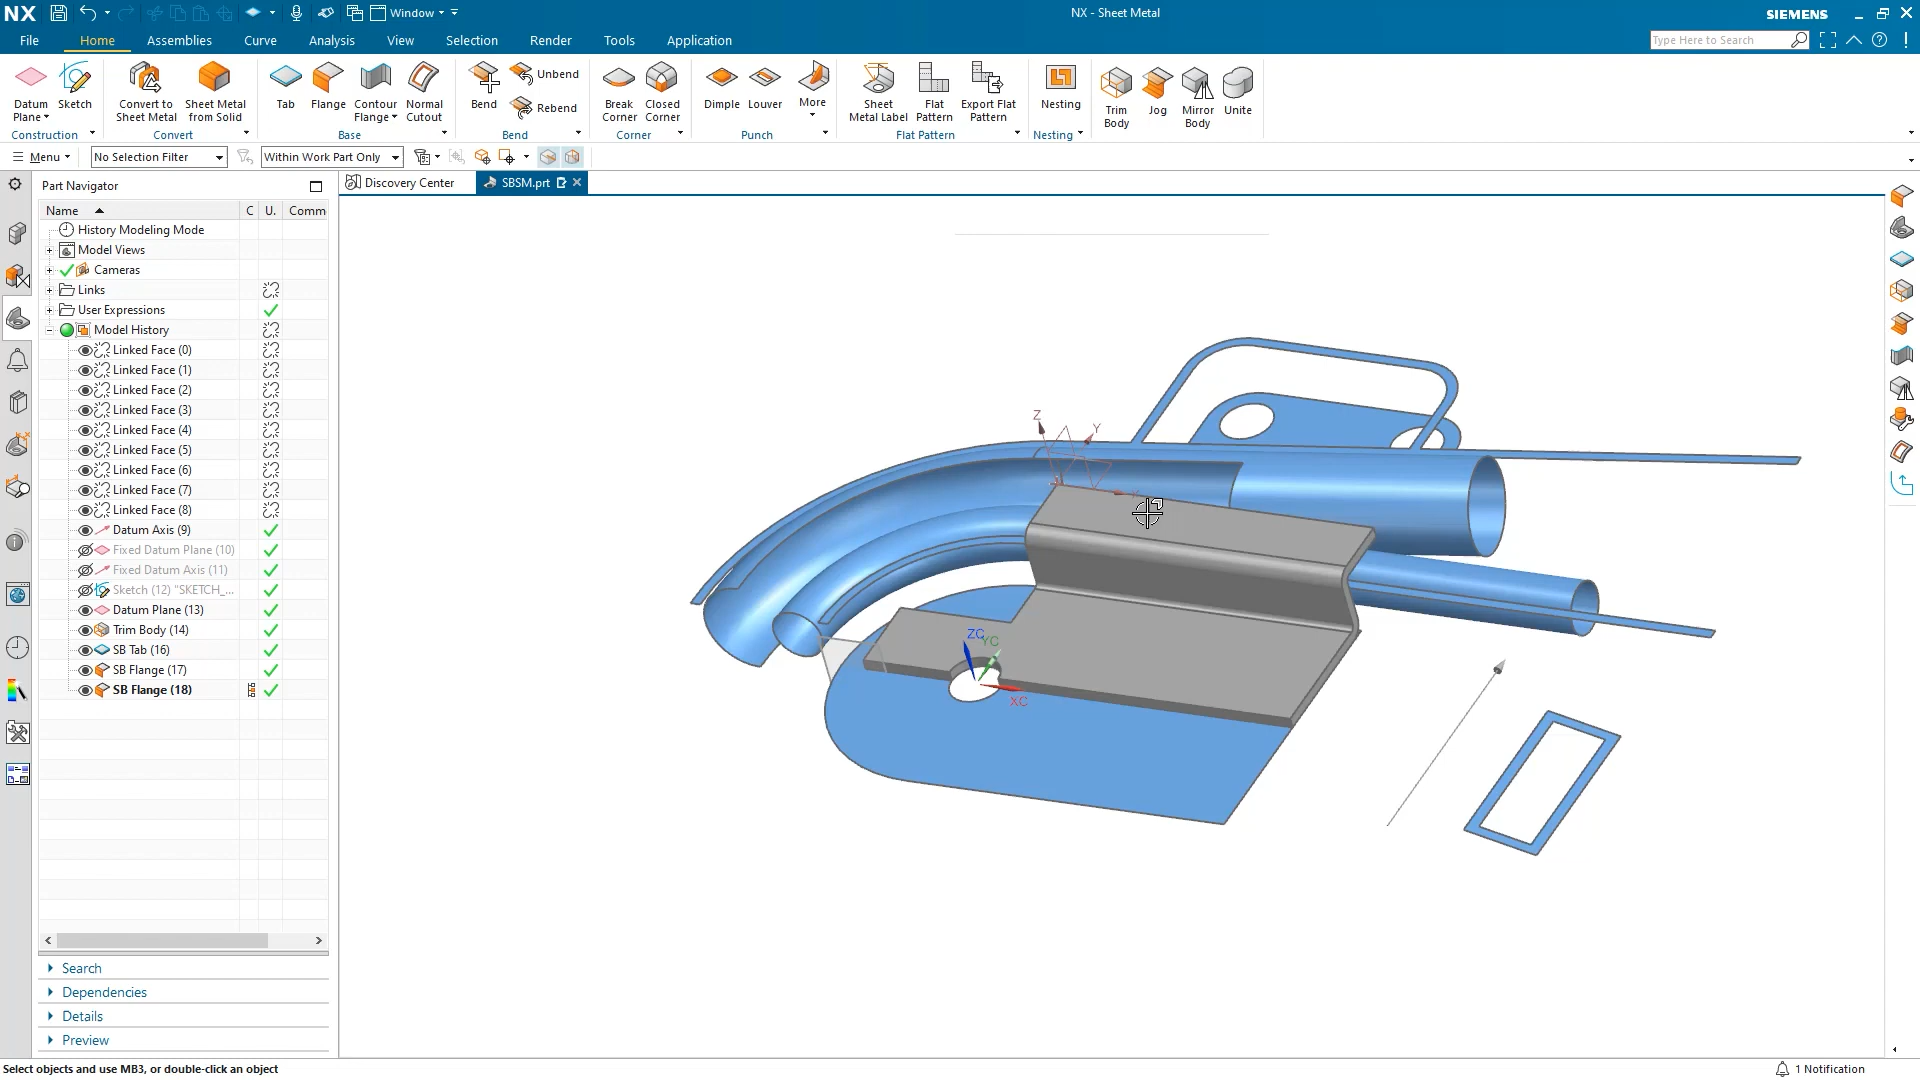 NX
Window
NX - Sheet Metal
SIEMENS
File
Home
Assemblies
Curve
Analysis
View
Selection
Render
Tools
Application
Type Here to Search
Datum Plane
Sketch
Construction
Convert to Sheet Metal
Sheet Metal from Solid
Convert
Tab
Flange
Contour Flange
Normal Cutout
Base
Bend
Unbend
Rebend
Bend
Break Corner
Closed Corner
Corner
Dimple
Louver
More
Punch
Sheet Metal Label
Flat Pattern
Export Flat Pattern
Flat Pattern
Nesting
Nesting
Trim Body
Jog
Mirror Body
Unite
Menu
No Selection Filter
Within Work Part Only
Part Navigator
Discovery Center
SBSM.prt
Name C U. Comm
History Modeling Mode
Model Views
Cameras
Links
User Expressions
Model History
Linked Face (0)
Linked Face (1)
Linked Face (2)
Linked Face (3)
Linked Face (4)
Linked Face (5)
Linked Face (6)
Linked Face (7)
Linked Face (8)
Datum Axis (9)
Fixed Datum Plane (10)
Fixed Datum Axis (11)
Sketch (12) "SKETCH_...
Datum Plane (13)
Trim Body (14)
SB Tab (16)
SB Flange (17)
SB Flange (18)
Search
Dependencies
Details
Preview
Z
Y
ZC
YC
XC
Select objects and use MB3, or double-click an object
1 Notification